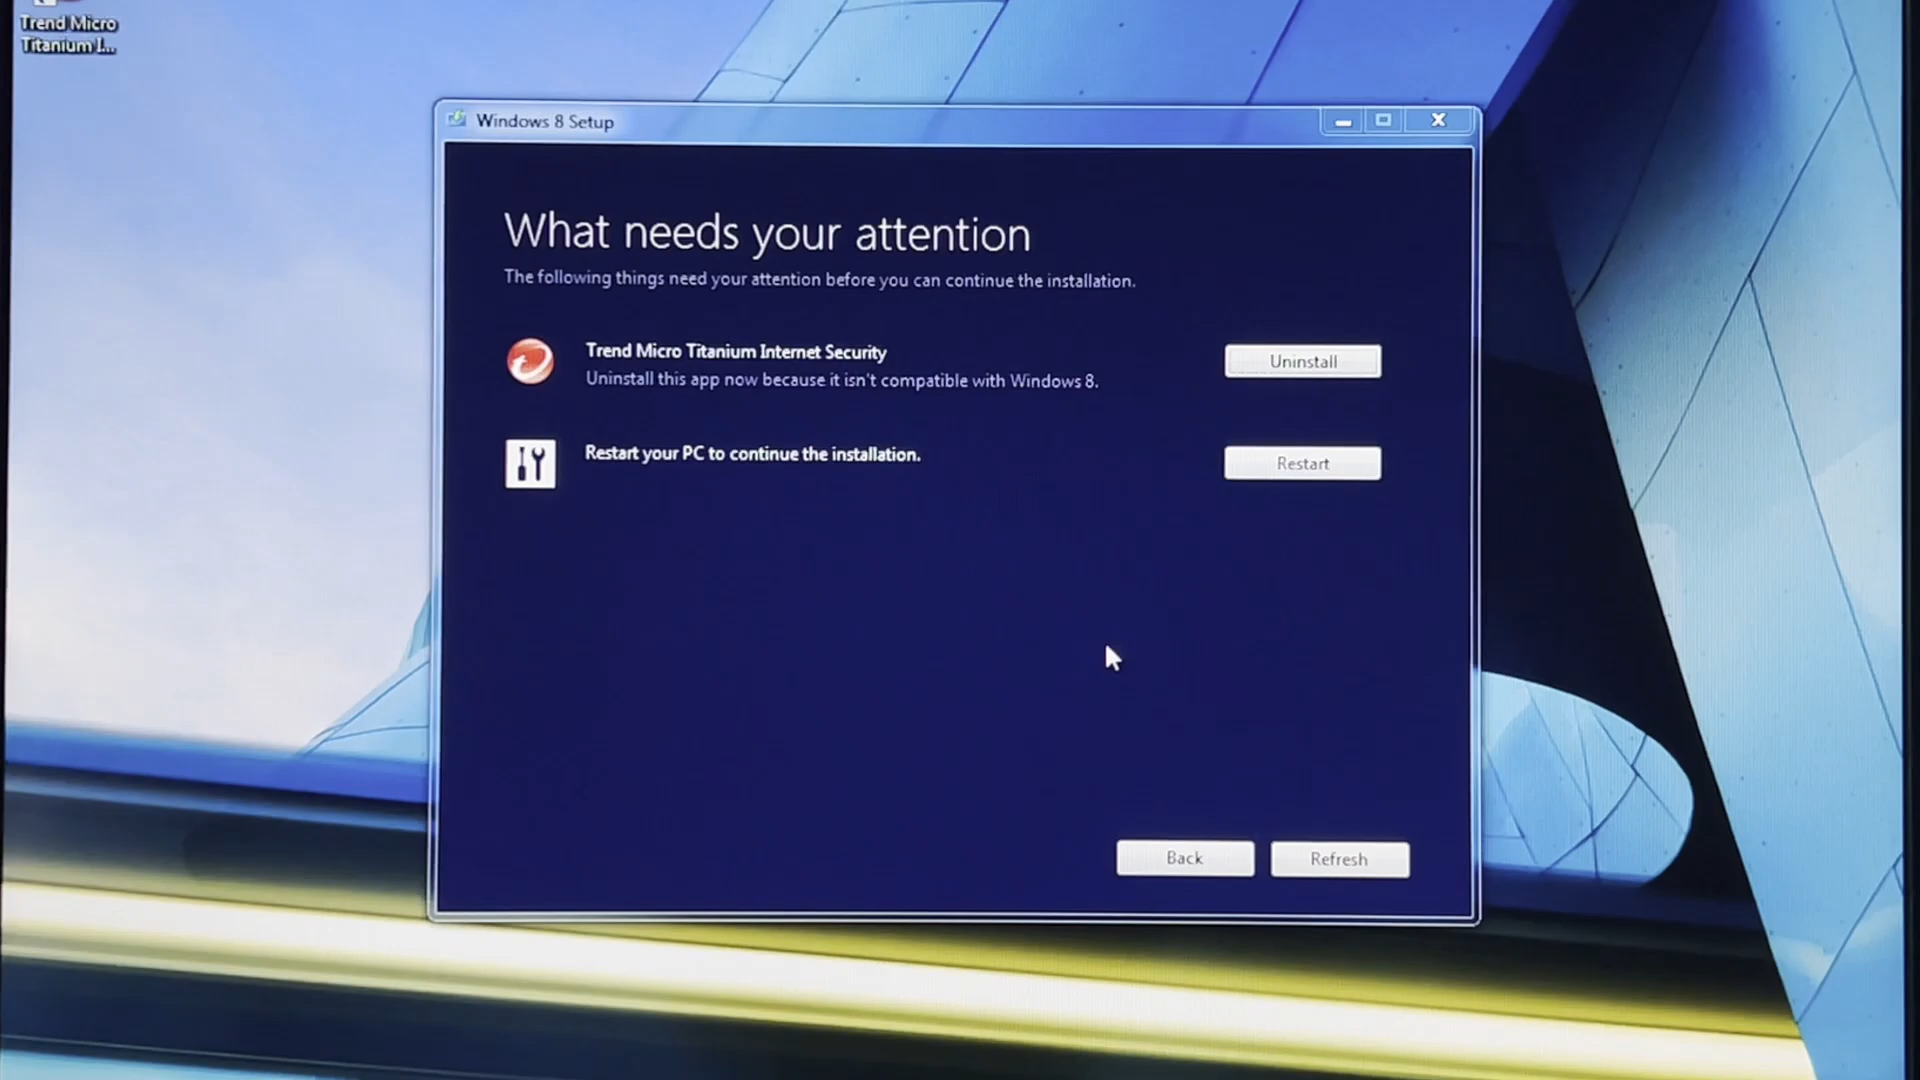 Trend Micro
Titanium I...
Windows 8 Setup
What needs your attention
The following things need your attention before you can continue the installation.
Trend Micro Titanium Internet Security
Uninstall this app now because it isn't compatible with Windows 8.
Uninstall
Restart your PC to continue the installation.
Restart
Back
Refresh